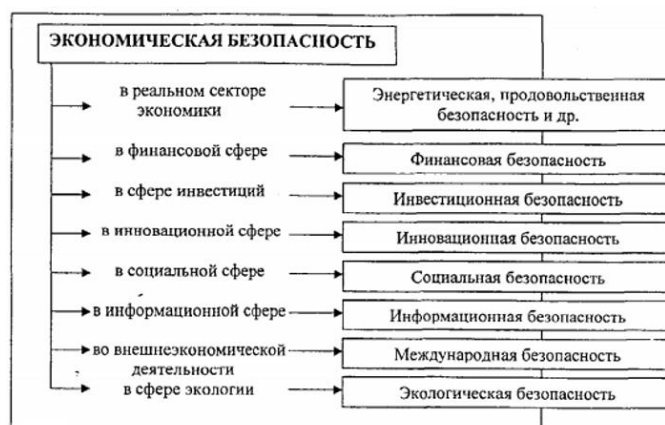 ЭКОНОМИЧЕСКАЯ БЕЗОПАСНОСТЬ
в реальном секторе
экономики
Энергетическая, продовольственная
безопасность и др.
в финансовой сфере
Финансовая безопасность
в сфере инвестиций
Инвестиционная безопасность
в инновационной сфере
Инновационная безопасность
в социальной сфере
Социальная безопасность
в информационной сфере
Информационная безопасность
во внешнеэкономической
деятельности
Международная безопасность
в сфере экологии
Экологическая безопасность